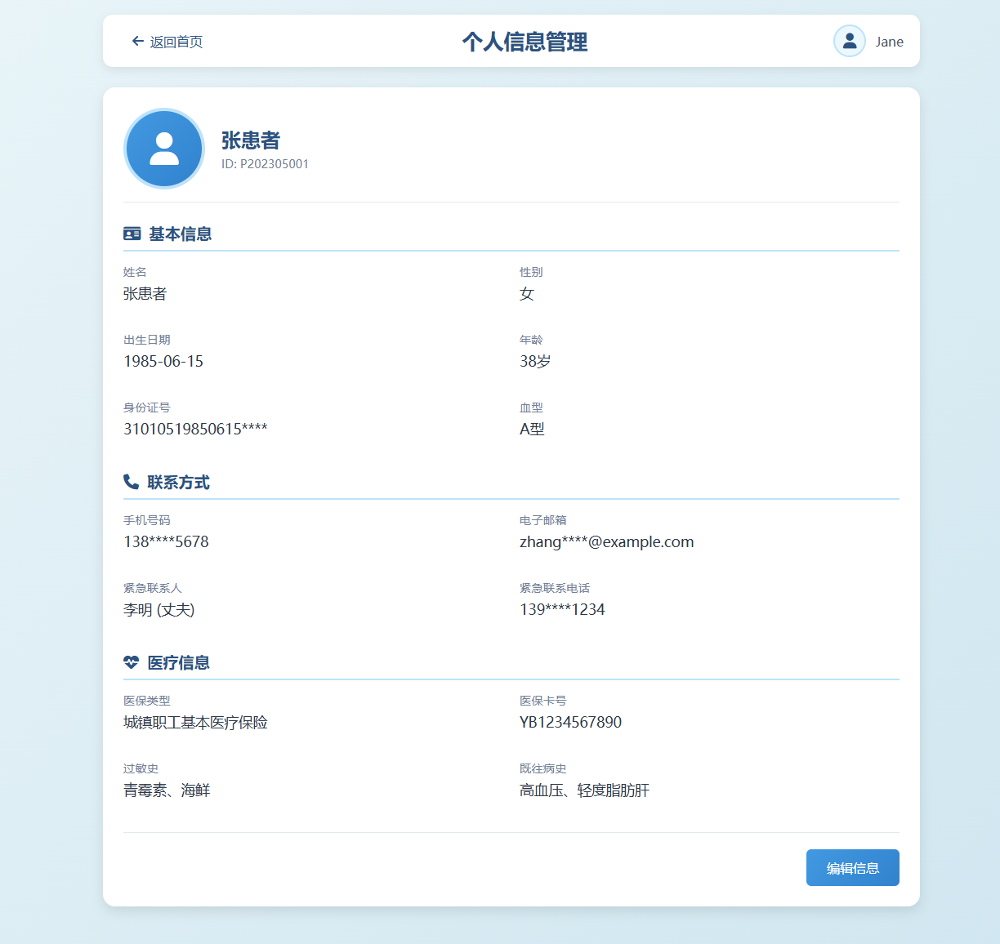 返回首页
个人信息管理
Jane
张患者
ID: P202305001
基本信息
姓名
张患者
性别
女
出生日期
1985-06-15
年龄
38岁
身份证号
31010519850615****
血型
A型
联系方式
手机号码
138****5678
电子邮箱
zhang****@example.com
紧急联系人
李明 (丈夫)
紧急联系电话
139****1234
医疗信息
医保类型
城镇职工基本医疗保险
医保卡号
YB1234567890
过敏史
青霉素、海鲜
既往病史
高血压、轻度脂肪肝
编辑信息